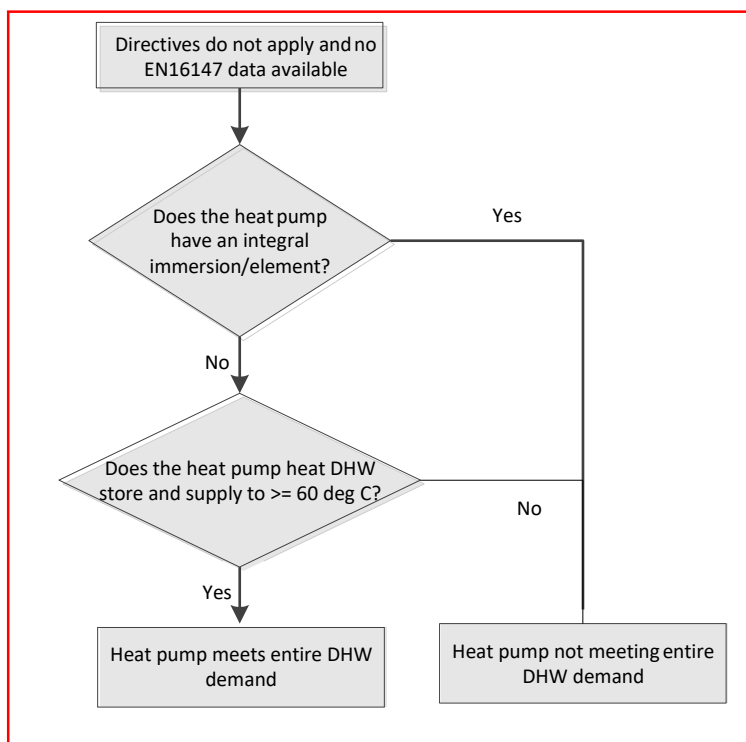 Directives do not apply and no
EN16147 data available
Does the heat pump
have an integral
immersion/element?
Yes
No
Does the heat pump heat DHW
store and supply to >= 60 deg C?
No
Yes
Heat pump meets entire DHW
demand
Heat pump not meeting entire
DHW demand